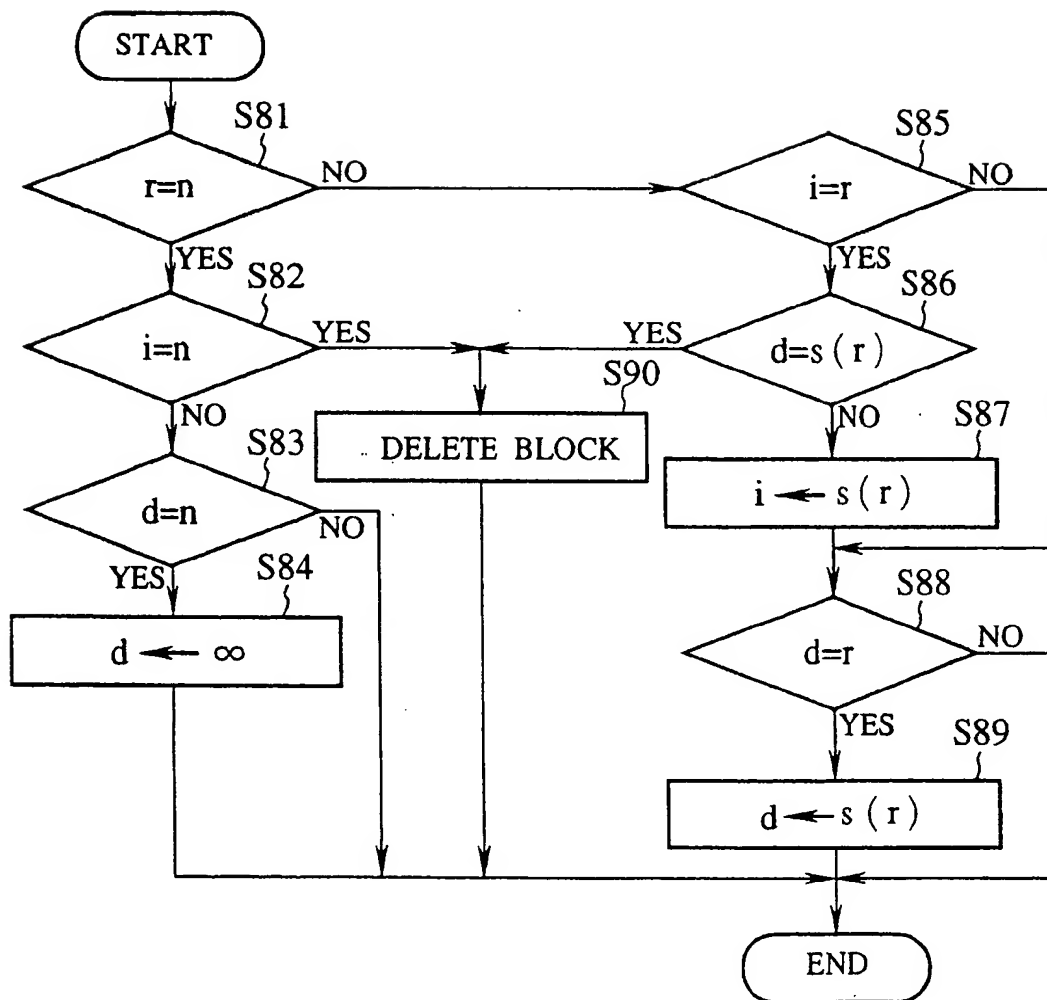 START
S81
r=n
NO
YES
S85
i=r
NO
YES
S82
i=n
YES
NO
S86
d=s(r)
YES
NO
S90
DELETE BLOCK
S83
d=n
NO
YES
S87
i ← s(r)
S84
d ← ∞
S88
d=r
NO
YES
S89
d ← s(r)
END